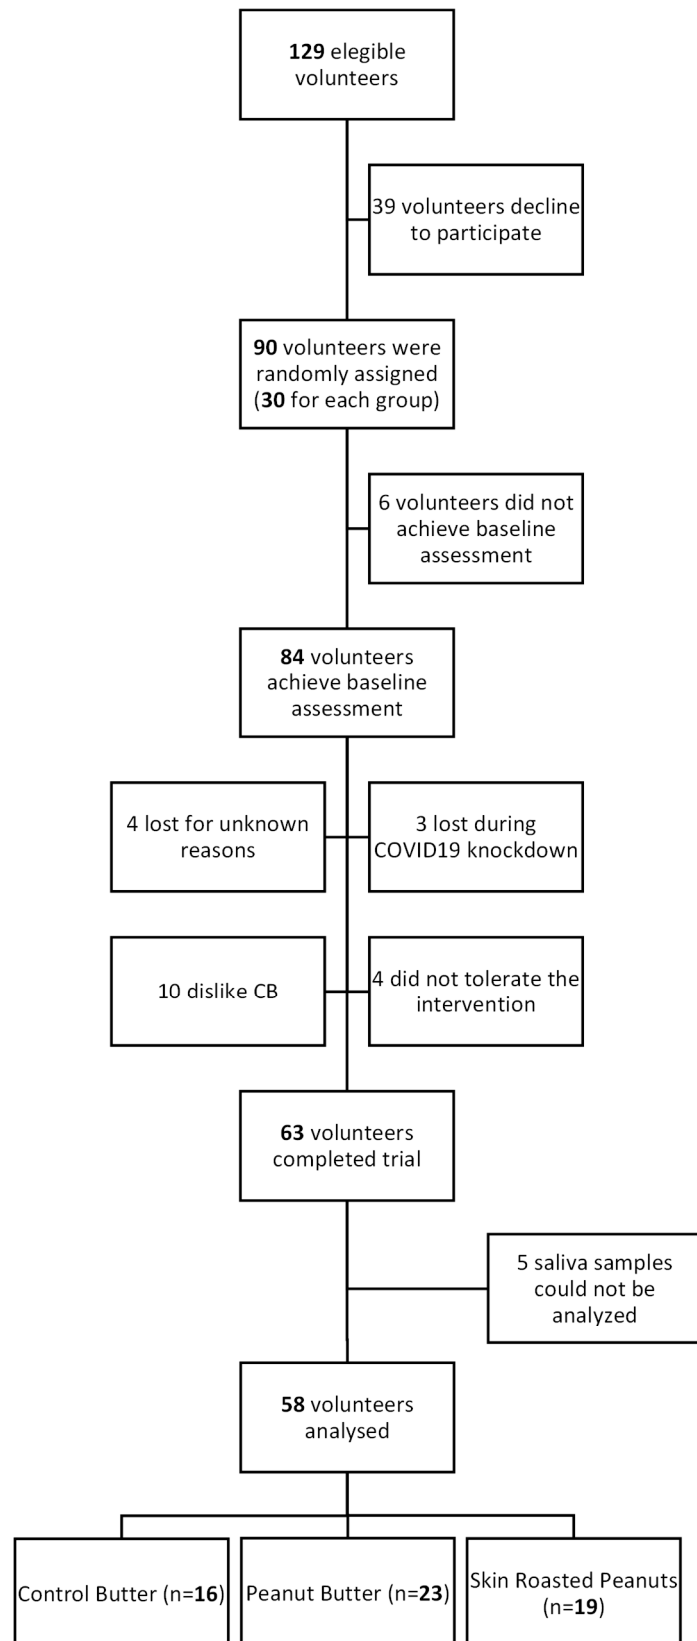 129 elegible
volunteers
39 volunteers decline
to participate
90 volunteers were
randomly assigned
(30 for each group)
6 volunteers did not
achieve baseline
assessment
84 volunteers
achieve baseline
assessment
4 lost for unknown
reasons
3 lost during
COVID19 knockdown
10 dislike CB
4 did not tolerate the
intervention
63 volunteers
completed trial
5 saliva samples
could not be
analyzed
58 volunteers
analysed
Control Butter (n=16)
Peanut Butter (n=23)
Skin Roasted Peanuts
(n=19)